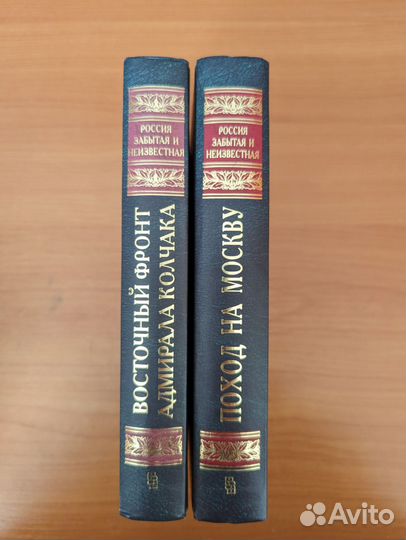 РОССИЯ
ЗАБЫТАЯ И
НЕИЗВЕСТНАЯ
ВОСТОЧНЫЙ ФРОНТ
АДМИРАЛА КОЛЧАКА
РОССИЯ
ЗАБЫТАЯ И
НЕИЗВЕСТНАЯ
ПОХОД НА МОСКВУ
Avito